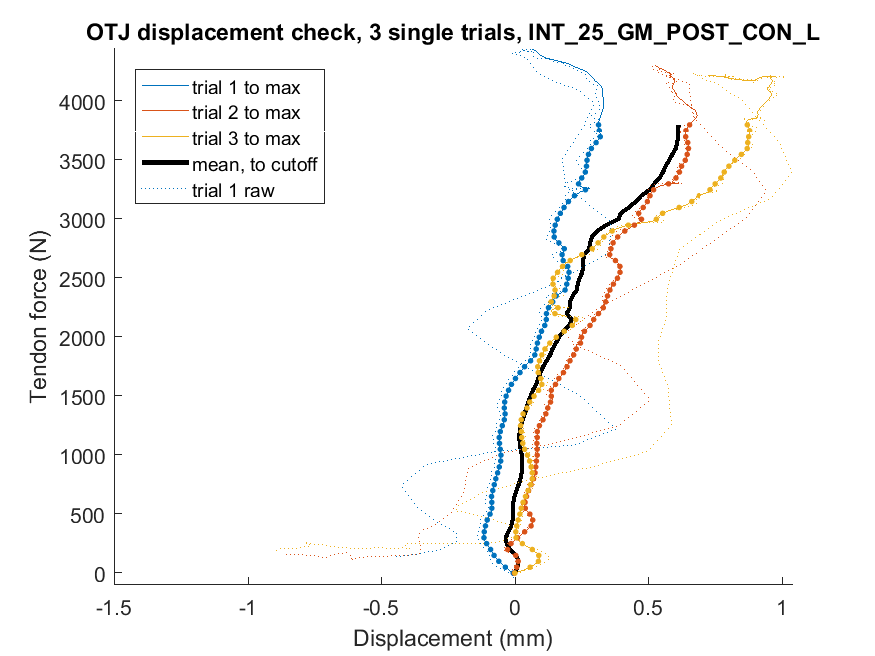 OTJ displacement check, 3 single trials, INT_25_GM_POST_CON_L
trial 1 to max
trial 2 to max
trial 3 to max
mean, to cutoff
trial 1 raw
4000
3500
3000
2500
2000
1500
1000
500
0
Tendon force (N)
-1.5
-1
-0.5
0
0.5
1
Displacement (mm)